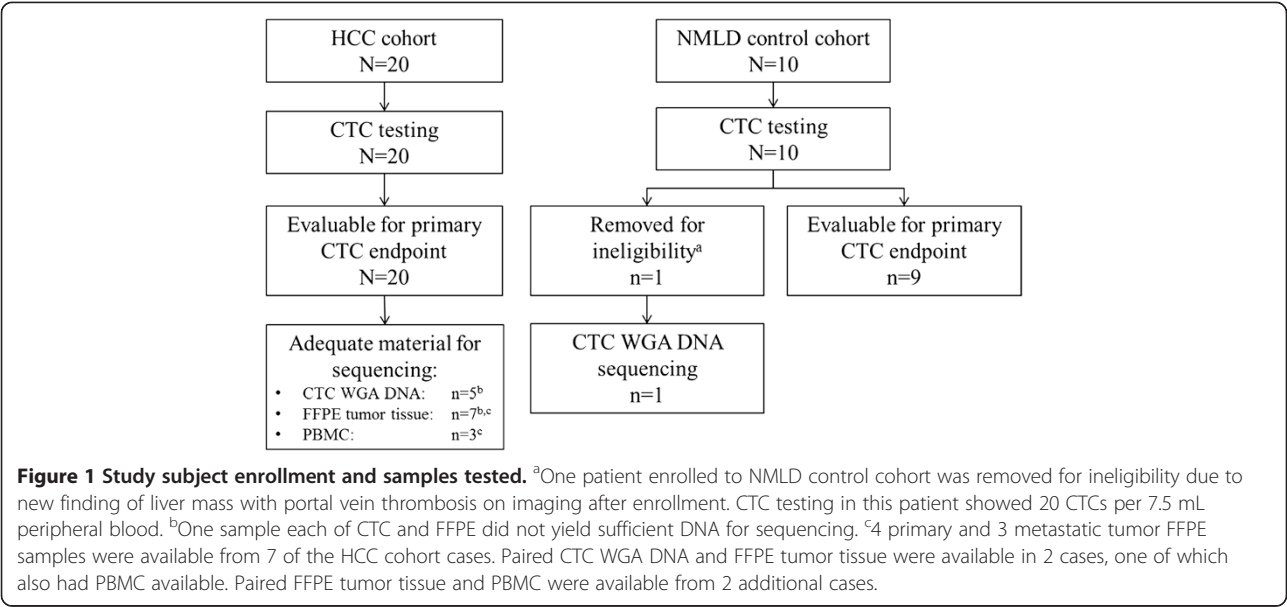 HCC cohort
N=20
NMLD control cohort
N=10
CTC testing
N=20
CTC testing
N=10
Evaluable for primary
CTC endpoint
N=20
Removed for
ineligibilityᵃ
n=1
Evaluable for primary
CTC endpoint
n=9
Adequate material for
sequencing:
• CTC WGA DNA: n=5ᵇ
• FFPE tumor tissue: n=7ᵇ,ᶜ
• PBMC: n=3ᶜ
CTC WGA DNA
sequencing
n=1
Figure 1 Study subject enrollment and samples tested. ᵃOne patient enrolled to NMLD control cohort was removed for ineligibility due to
new finding of liver mass with portal vein thrombosis on imaging after enrollment. CTC testing in this patient showed 20 CTCs per 7.5 mL
peripheral blood. ᵇOne sample each of CTC and FFPE did not yield sufficient DNA for sequencing. ᶜ4 primary and 3 metastatic tumor FFPE
samples were available from 7 of the HCC cohort cases. Paired CTC WGA DNA and FFPE tumor tissue were available in 2 cases, one of which
also had PBMC available. Paired FFPE tumor tissue and PBMC were available from 2 additional cases.